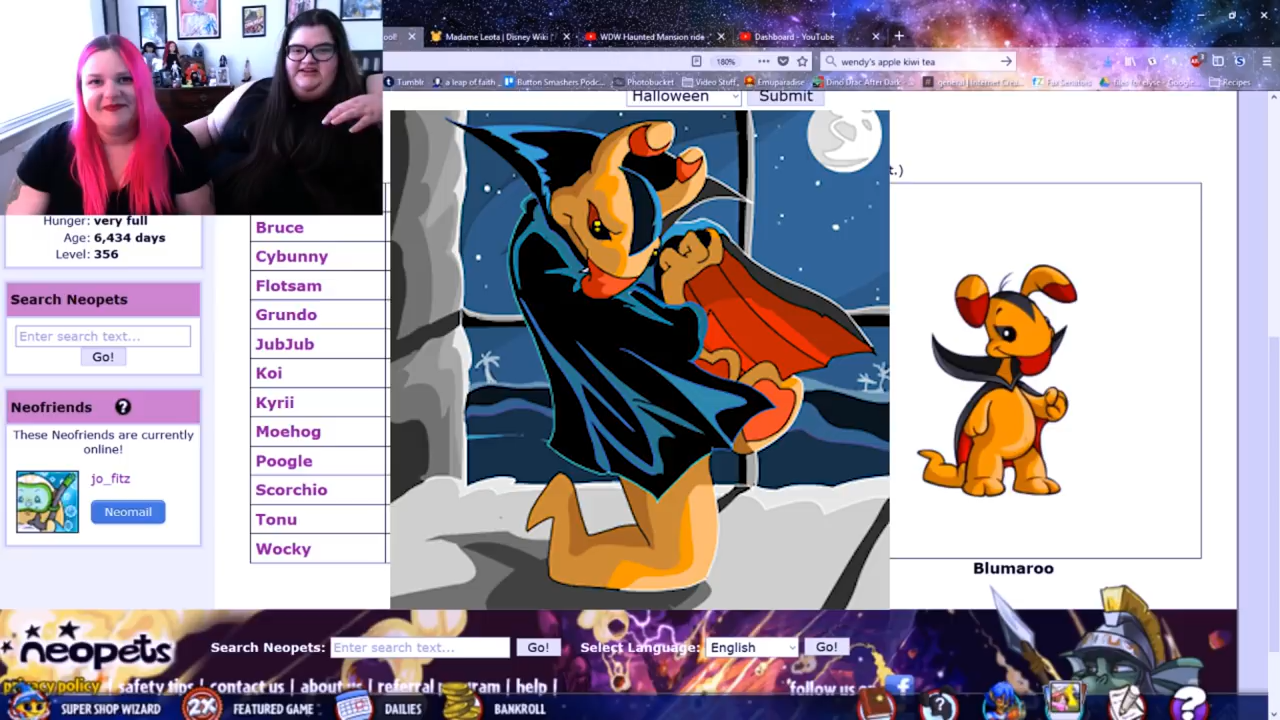 Madame Leota | Disney Wiki
WDW Haunted Mansion ride
Dashboard - YouTube
180%
wendy's apple kiwi tea
Tumblr
a leap of faith
Button Smashers Podc...
Photobucket
Video Stuff
Emuparadise
Dinci Drac After Dark
Recipes
Halloween
Submit
t.)
Hunger: very full
Age: 6,434 days
Level: 356
Search Neopets
Enter search text...
Go!
Neofriends ?
These Neofriends are currently
online!
jo_fitz
Neomail
Bruce
Cybunny
Flotsam
Grundo
JubJub
Koi
Kyrii
Moehog
Poogle
Scorchio
Tonu
Wocky
Blumaroo
neopets
Search Neopets:
Enter search text...
Go!
Select Language:
English
Go!
privacy policy | safety tips | contact us | about us | referral program | help |
follow us on
SUPER SHOP WIZARD
2X
FEATURED GAME
DAILIES
BANKROLL
?
?